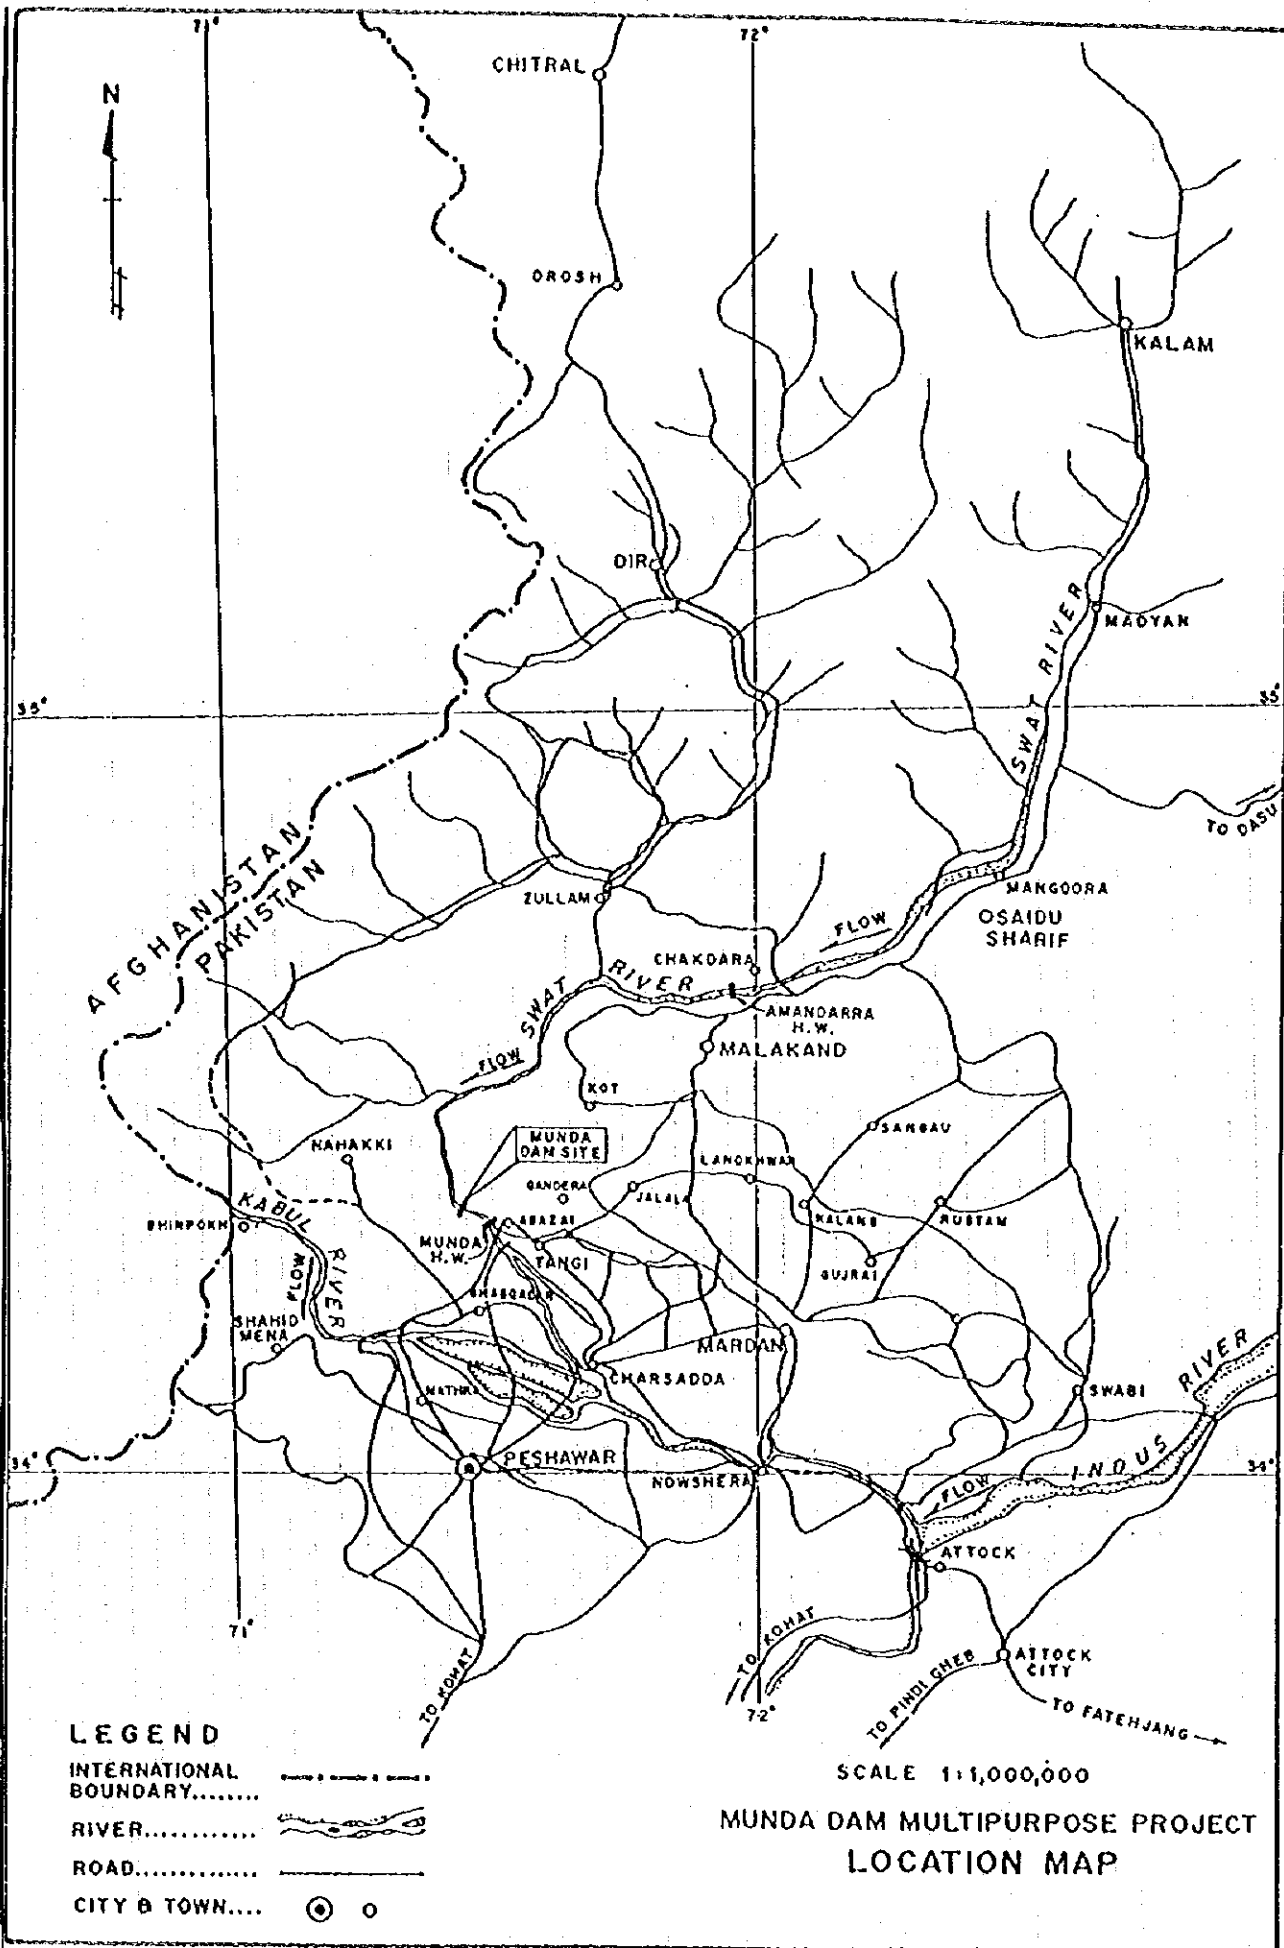 71°
72°
N
CHITRAL
DROSH
KALAM
DIR
MADYAN
SWAT RIVER
35°
35°
TO DASU
AFGHANISTAN
PAKISTAN
ZULLAM
MANGOORA
OSAIDU
SHARIF
FLOW
CHAKDARA
SWAT RIVER
AMANDARRA
H.W.
MALAKAND
FLOW
KOT
SANGAU
NAHAKKI
MUNDA
DAM SITE
LANDKHWAR
GANDERA
JALALA
KALANG
RUSTAM
KABUL RIVER
SHINPOKH
ABAZAI
MUNDA
H.W.
TANGI
GUJRAI
FLOW
SHABQADAR
SHAHID
MENA
MARDAN
CHARSADDA
SWABI
INDUS RIVER
MATHRA
PESHAWAR
34°
34°
NOWSHERA
FLOW
ATTOCK
71°
TO KOHAT
TO KOHAT
72°
ATTOCK
CITY
TO PINDI GHEB
TO FATEHJANG
LEGEND
INTERNATIONAL
BOUNDARY........
RIVER............
ROAD..............
CITY & TOWN....
SCALE 1:1,000,000
MUNDA DAM MULTIPURPOSE PROJECT
LOCATION MAP